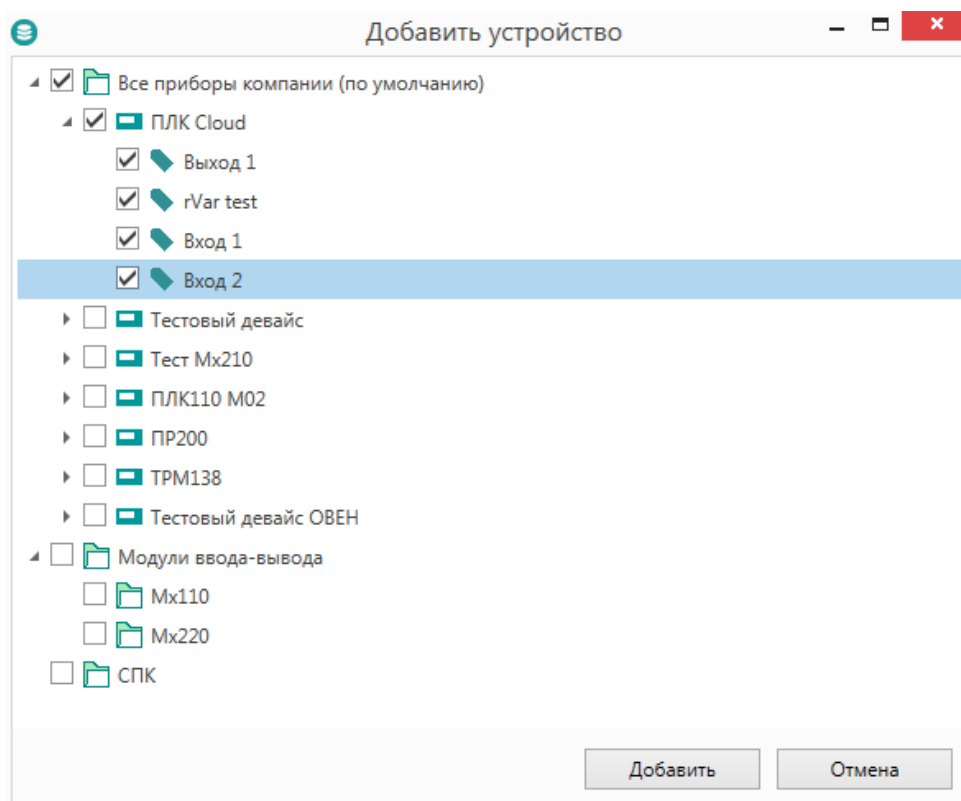 Добавить устройство
Все приборы компании (по умолчанию)
ПЛК Cloud
Выход 1
rVar test
Вход 1
Вход 2
Тестовый девайс
Тест Мх210
ПЛК110 М02
ПР200
ТРМ138
Тестовый девайс ОВЕН
Модули ввода-вывода
Мх110
Мх220
СПК
Добавить Отмена